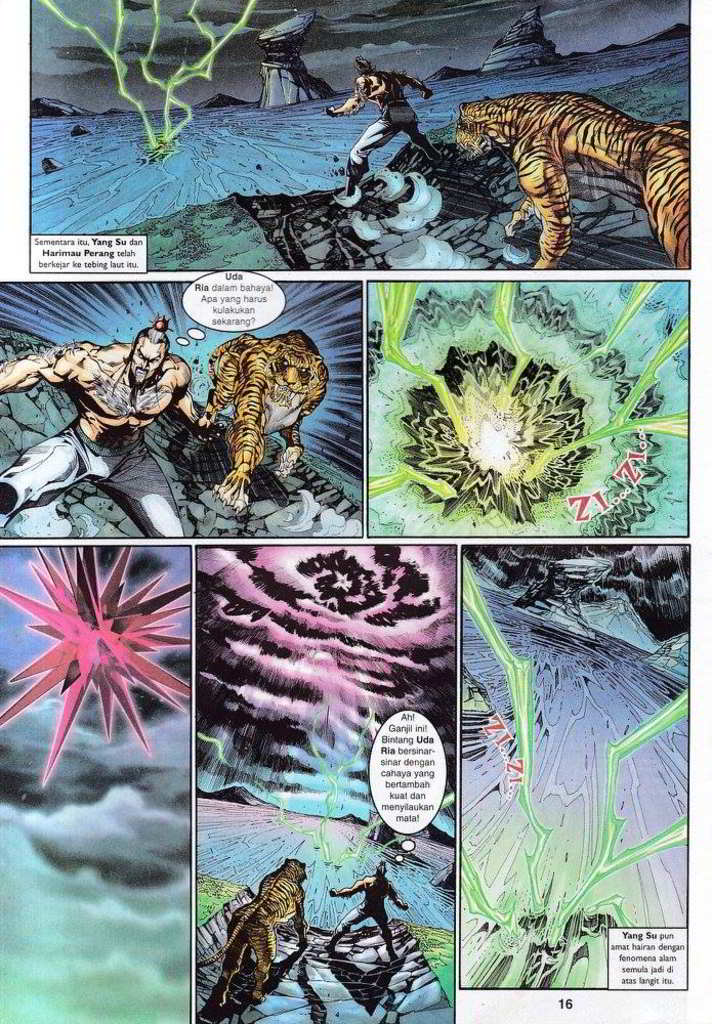 Sementara itu, Yang Su dan
Harimau Perang telah
berkejar ke tebing laut itu.
Uda
Ria dalam bahaya!
Apa yang harus
kulakukan
sekarang?
ZI... ZI...
Ah!
Ganjil ini!
Bintang Uda
Ria bersinar-
sinar dengan
cahaya yang
bertambah
kuat dan
menyilaukan
mata!
ZI... ZI...
Yang Su pun
amat hairan dengan
fenomena alam
semula jadi di
atas langit itu.
16